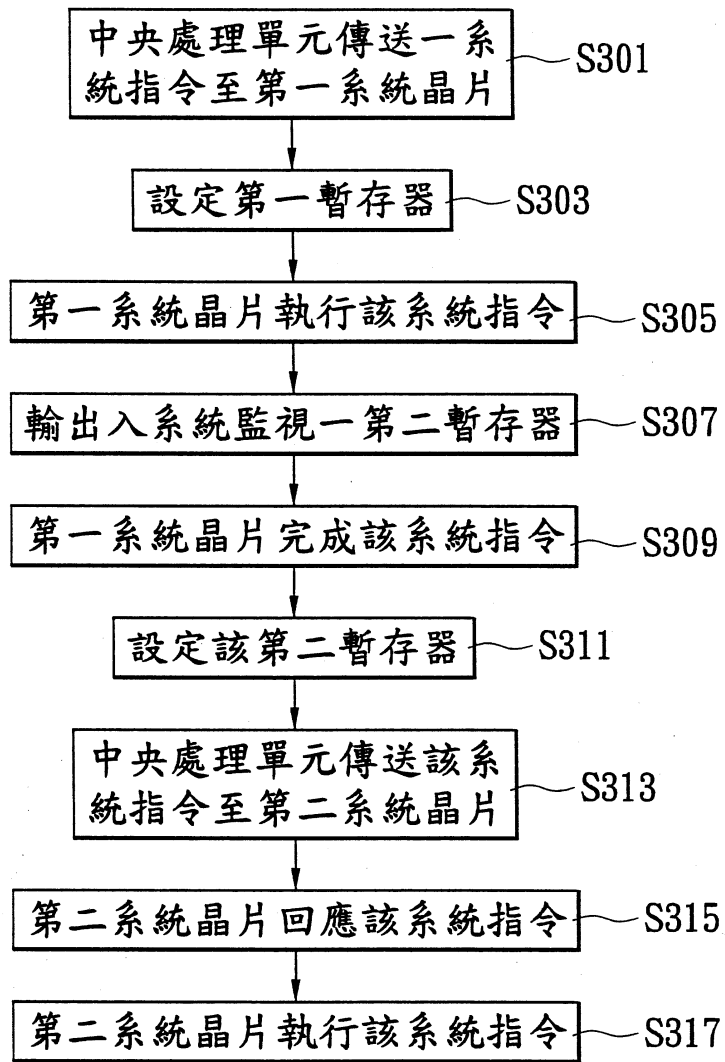 中央處理單元傳送一系
統指令至第一系統晶片
S301
設定第一暫存器
S303
第一系統晶片執行該系統指令
S305
輸出入系統監視一第二暫存器
S307
第一系統晶片完成該系統指令
S309
設定該第二暫存器
S311
中央處理單元傳送該系
統指令至第二系統晶片
S313
第二系統晶片回應該系統指令
S315
第二系統晶片執行該系統指令
S317